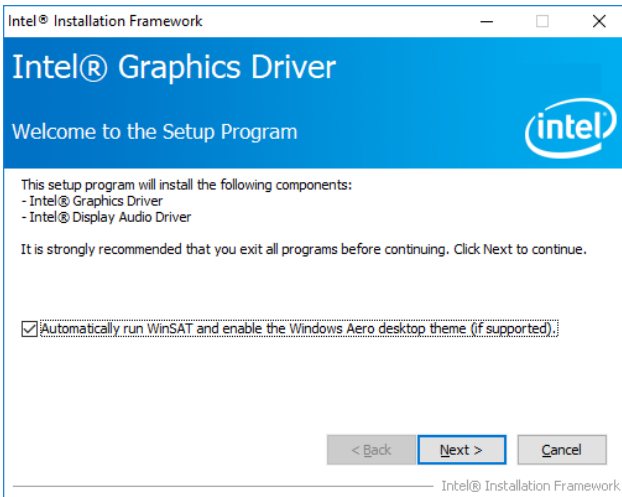 Intel® Installation Framework
Intel® Graphics Driver
Welcome to the Setup Program
intel
This setup program will install the following components:
- Intel® Graphics Driver
- Intel® Display Audio Driver
It is strongly recommended that you exit all programs before continuing. Click Next to continue.
Automatically run WinSAT and enable the Windows Aero desktop theme (if supported).
< Back Next > Cancel
Intel® Installation Framework